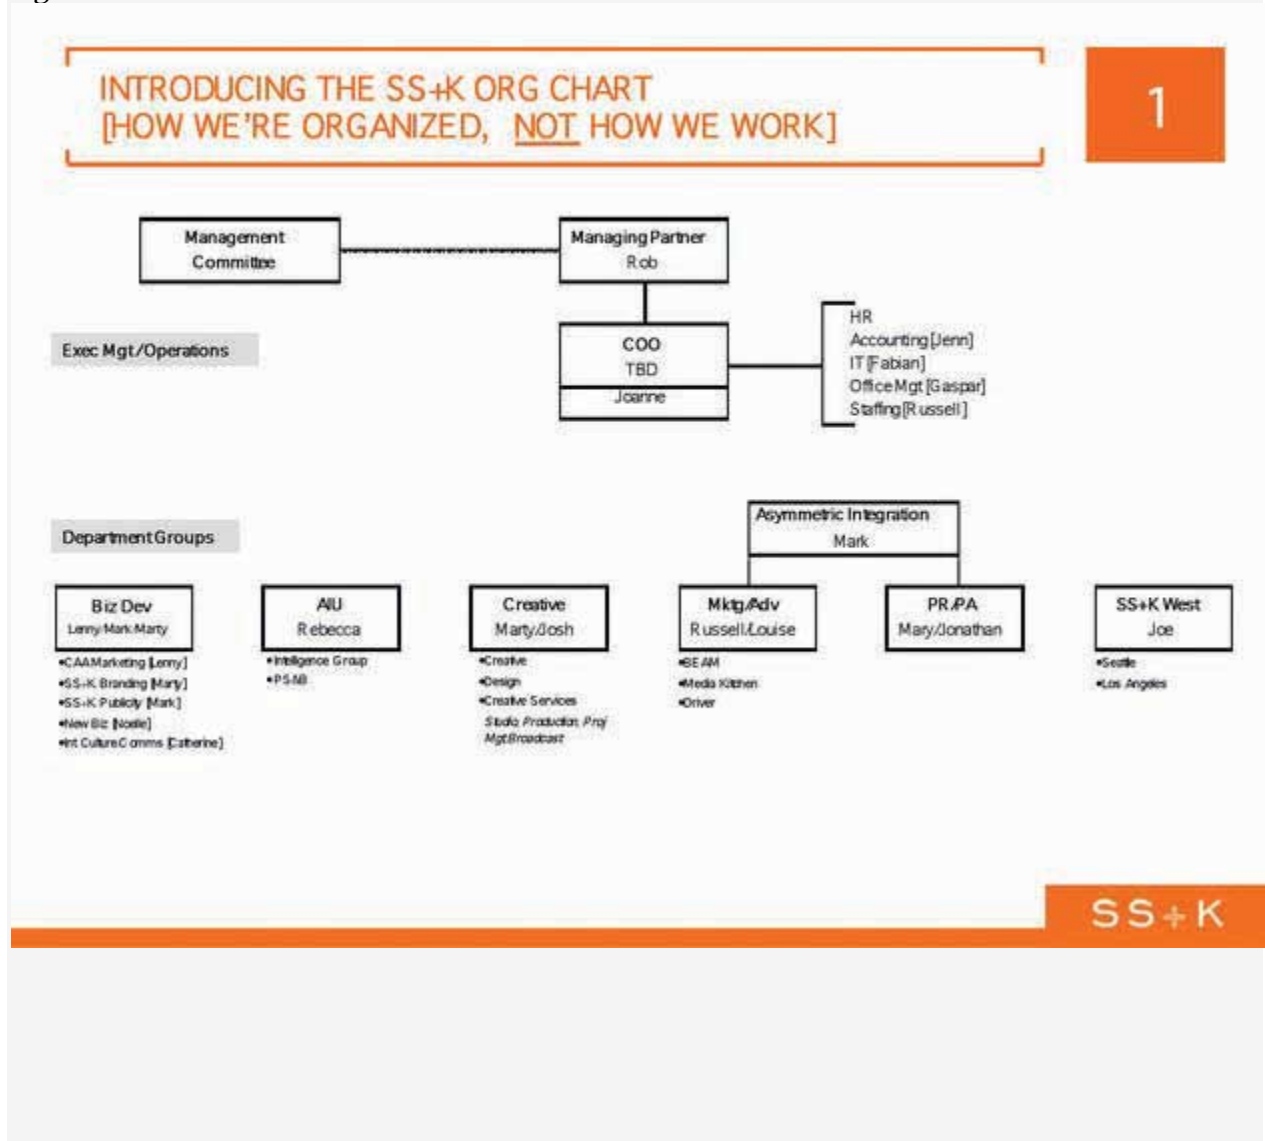 INTRODUCING THE SS+K ORG CHART
[HOW WE'RE ORGANIZED, NOT HOW WE WORK]
1
Management
Committee
Managing Partner
Rob
Exec Mgt/Operations
COO
TBD
Joanne
HR
Accounting [Jenn]
IT [Fabian]
Office Mgt [Gaspar]
Staffing [Russell]
Department Groups
Asymmetric Integration
Mark
Biz Dev
Lenny/Mark/Marty
•CAA Marketing [Lenny]
•SS+K Branding [Marty]
•SS+K Publicity [Mark]
•New Biz [Noelle]
•Int Culture Comms [Catherine]
AIU
Rebecca
•Intelligence Group
Creative
Marty/Josh
•Creative
•Design
•Creative Services
Studio, Production, Proj
Mgt Broadcast
Mktg/Adv
Russell/Louise
•BEAM
•Media Kitchen
•Driver
PR/PA
Mary/Jonathan
SS+K West
Joe
•Seattle
•Los Angeles
SS+K